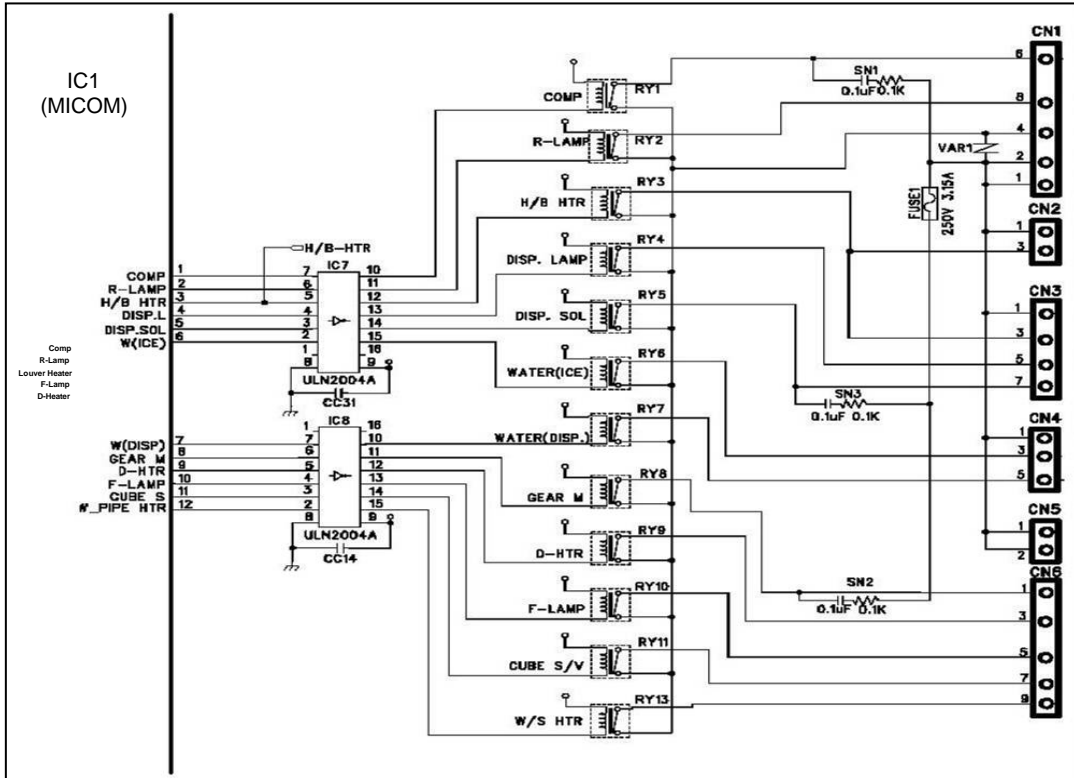 IC1
(MICOM)
Comp
R-Lamp
Louver Heater
F-Lamp
D-Heater
COMP 1
R-LAMP 2
H/B HTR 3
DISP.L 4
DISP.SOL 5
W(ICE) 6
H/B-HTR
IC7
7 10
6 11
5 12
4 13
3 14
2 15
1 16
8 9
ULN2004A
CC31
W(DISP) 7
GEAR M 8
D-HTR 9
F-LAMP 10
CUBE S 11
W_PIPE HTR 12
IC8
1 16
7 10
6 11
5 12
4 13
3 14
2 15
8 9
ULN2004A
CC14
COMP RY1
R-LAMP RY2
H/B HTR RY3
DISP. LAMP RY4
DISP. SOL RY5
WATER(ICE) RY6
WATER(DISP.) RY7
GEAR M RY8
D-HTR RY9
F-LAMP RY10
CUBE S/V RY11
W/S HTR RY13
SN1
0.1uF 0.1K
VAR1
FUSE1
250V 3.15A
SN3
0.1uF 0.1K
SN2
0.1uF 0.1K
CN1
6
8
4
2
1
CN2
1
3
CN3
1
3
5
7
CN4
1
3
5
CN5
1
2
CN6
1
3
5
7
9